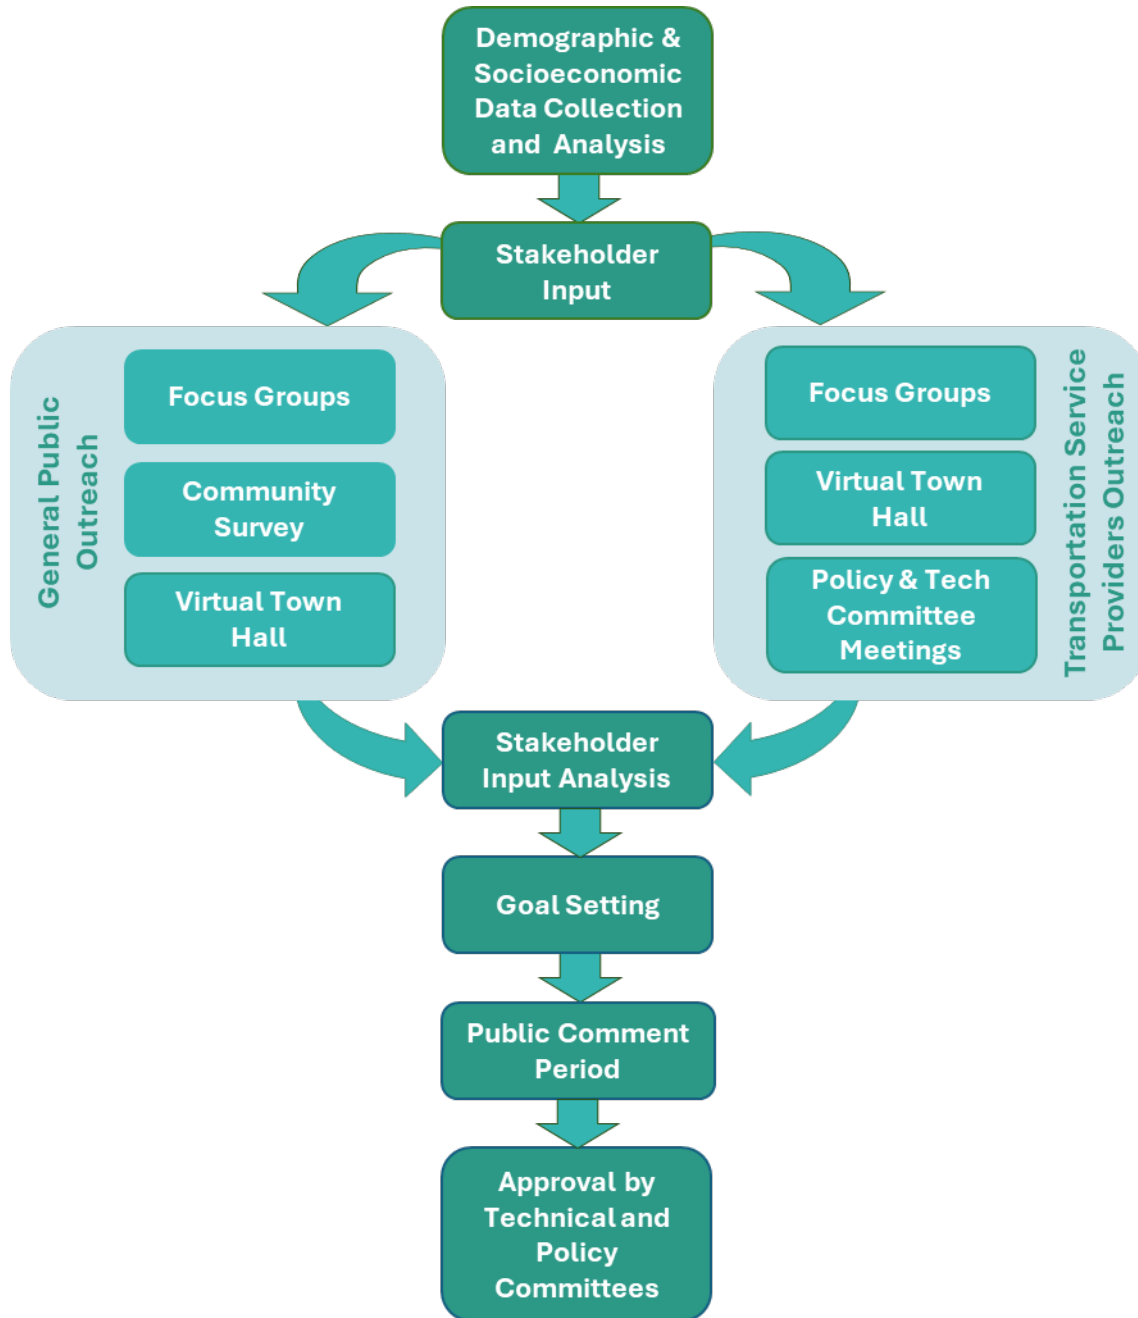 Demographic &
Socioeconomic
Data Collection
and Analysis
Stakeholder
Input
General Public
Outreach
Focus Groups
Community
Survey
Virtual Town
Hall
Focus Groups
Virtual Town
Hall
Policy & Tech
Committee
Meetings
Transportation Service
Providers Outreach
Stakeholder
Input Analysis
Goal Setting
Public Comment
Period
Approval by
Technical and
Policy
Committees